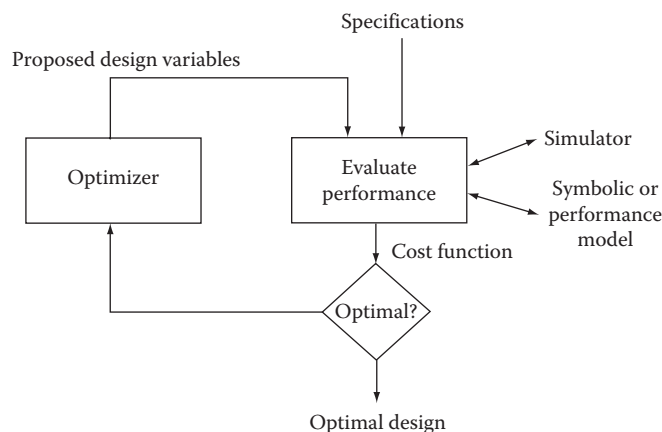 Specifications
Proposed design variables
Optimizer
Evaluate
performance
Simulator
Symbolic or
performance
model
Cost function
Optimal?
Optimal design